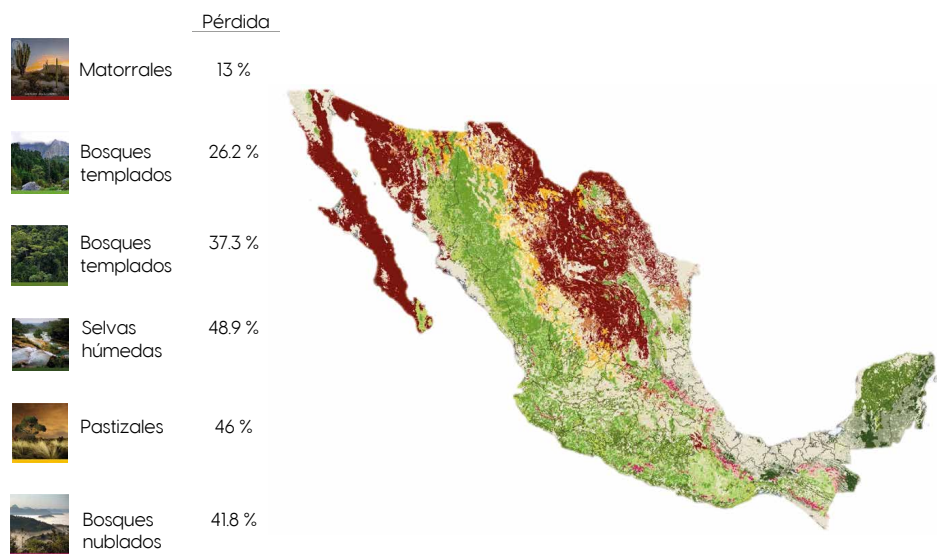 Pérdida
Matorrales 13 %
Bosques 26.2 %
templados
Bosques 37.3 %
templados
Selvas 48.9 %
húmedas
Pastizales 46 %
Bosques 41.8 %
nublados